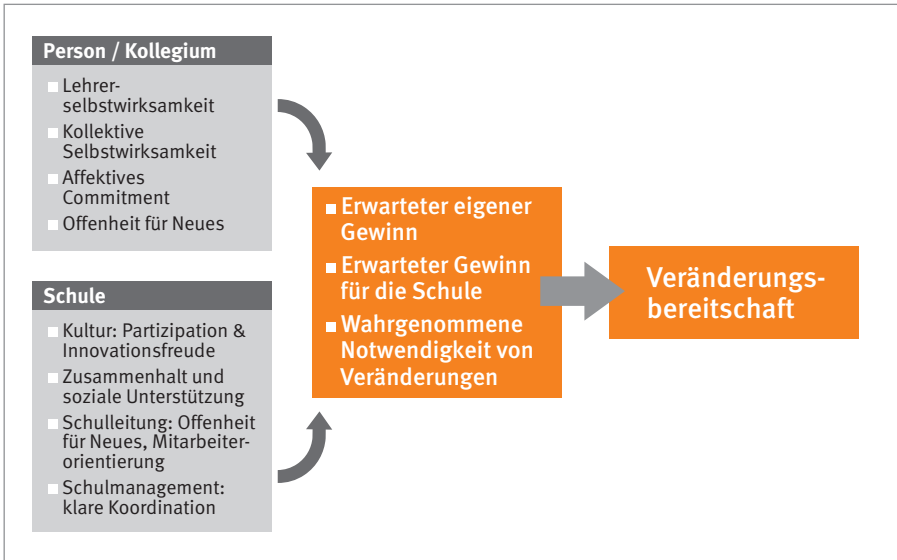 Person / Kollegium
Lehrer-
selbstwirksamkeit
Kollektive
Selbstwirksamkeit
Affektives
Commitment
Offenheit für Neues
Schule
Kultur: Partizipation &
Innovationsfreude
Zusammenhalt und
soziale Unterstützung
Schulleitung: Offenheit
für Neues, Mitarbeiter-
orientierung
Schulmanagement:
klare Koordination
Erwarteter eigener
Gewinn
Erwarteter Gewinn
für die Schule
Wahrgenommene
Notwendigkeit von
Veränderungen
Veränderungs-
bereitschaft